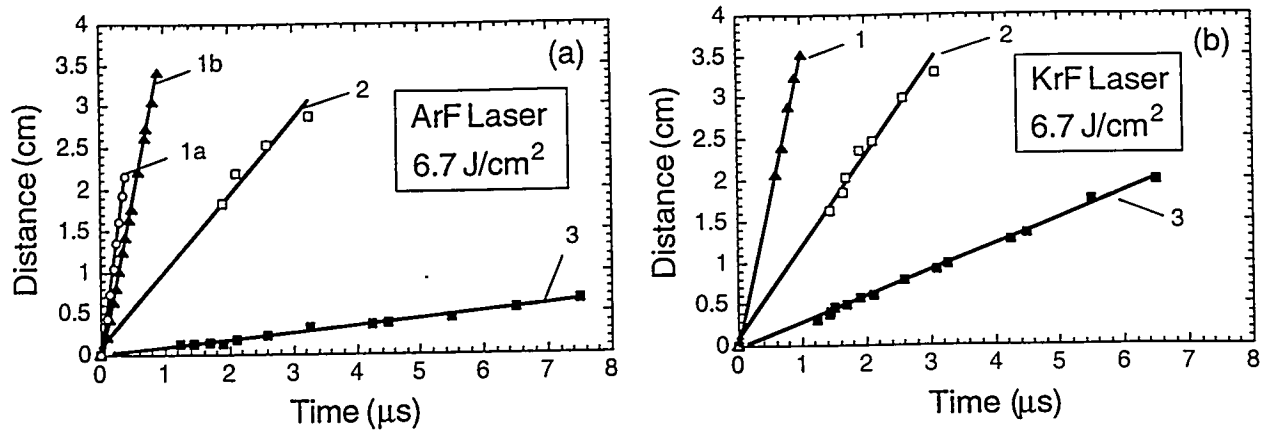 4
3.5
3
2.5
2
1.5
1
0.5
0
Distance (cm)
0 1 2 3 4 5 6 7 8
Time (μs)
1b
1a
2
3
(a)
ArF Laser
6.7 J/cm²
4
3.5
3
2.5
2
1.5
1
0.5
0
Distance (cm)
0 1 2 3 4 5 6 7 8
Time (μs)
1
2
3
(b)
KrF Laser
6.7 J/cm²